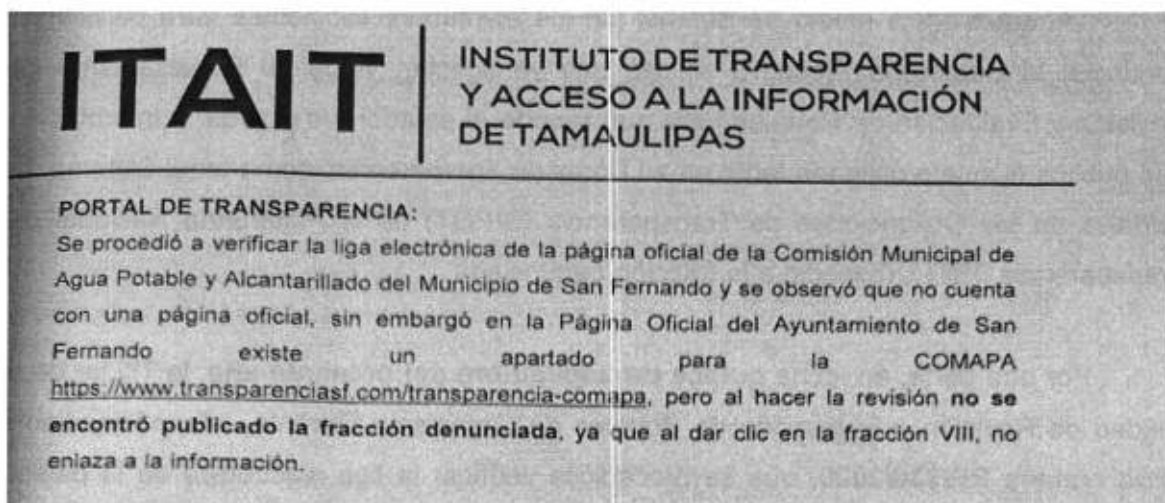 ITAIT
INSTITUTO DE TRANSPARENCIA
Y ACCESO A LA INFORMACIÓN
DE TAMAULIPAS
PORTAL DE TRANSPARENCIA:
Se procedió a verificar la liga electrónica de la página oficial de la Comisión Municipal de
Agua Potable y Alcantarillado del Municipio de San Fernando y se observó que no cuenta
con una página oficial, sin embargó en la Página Oficial del Ayuntamiento de San
Fernando existe un apartado para la COMAPA
https://www.transparenciasf.com/transparencia-comapa, pero al hacer la revisión no se
encontró publicado la fracción denunciada, ya que al dar clic en la fracción VIII, no
enlaza a la información.